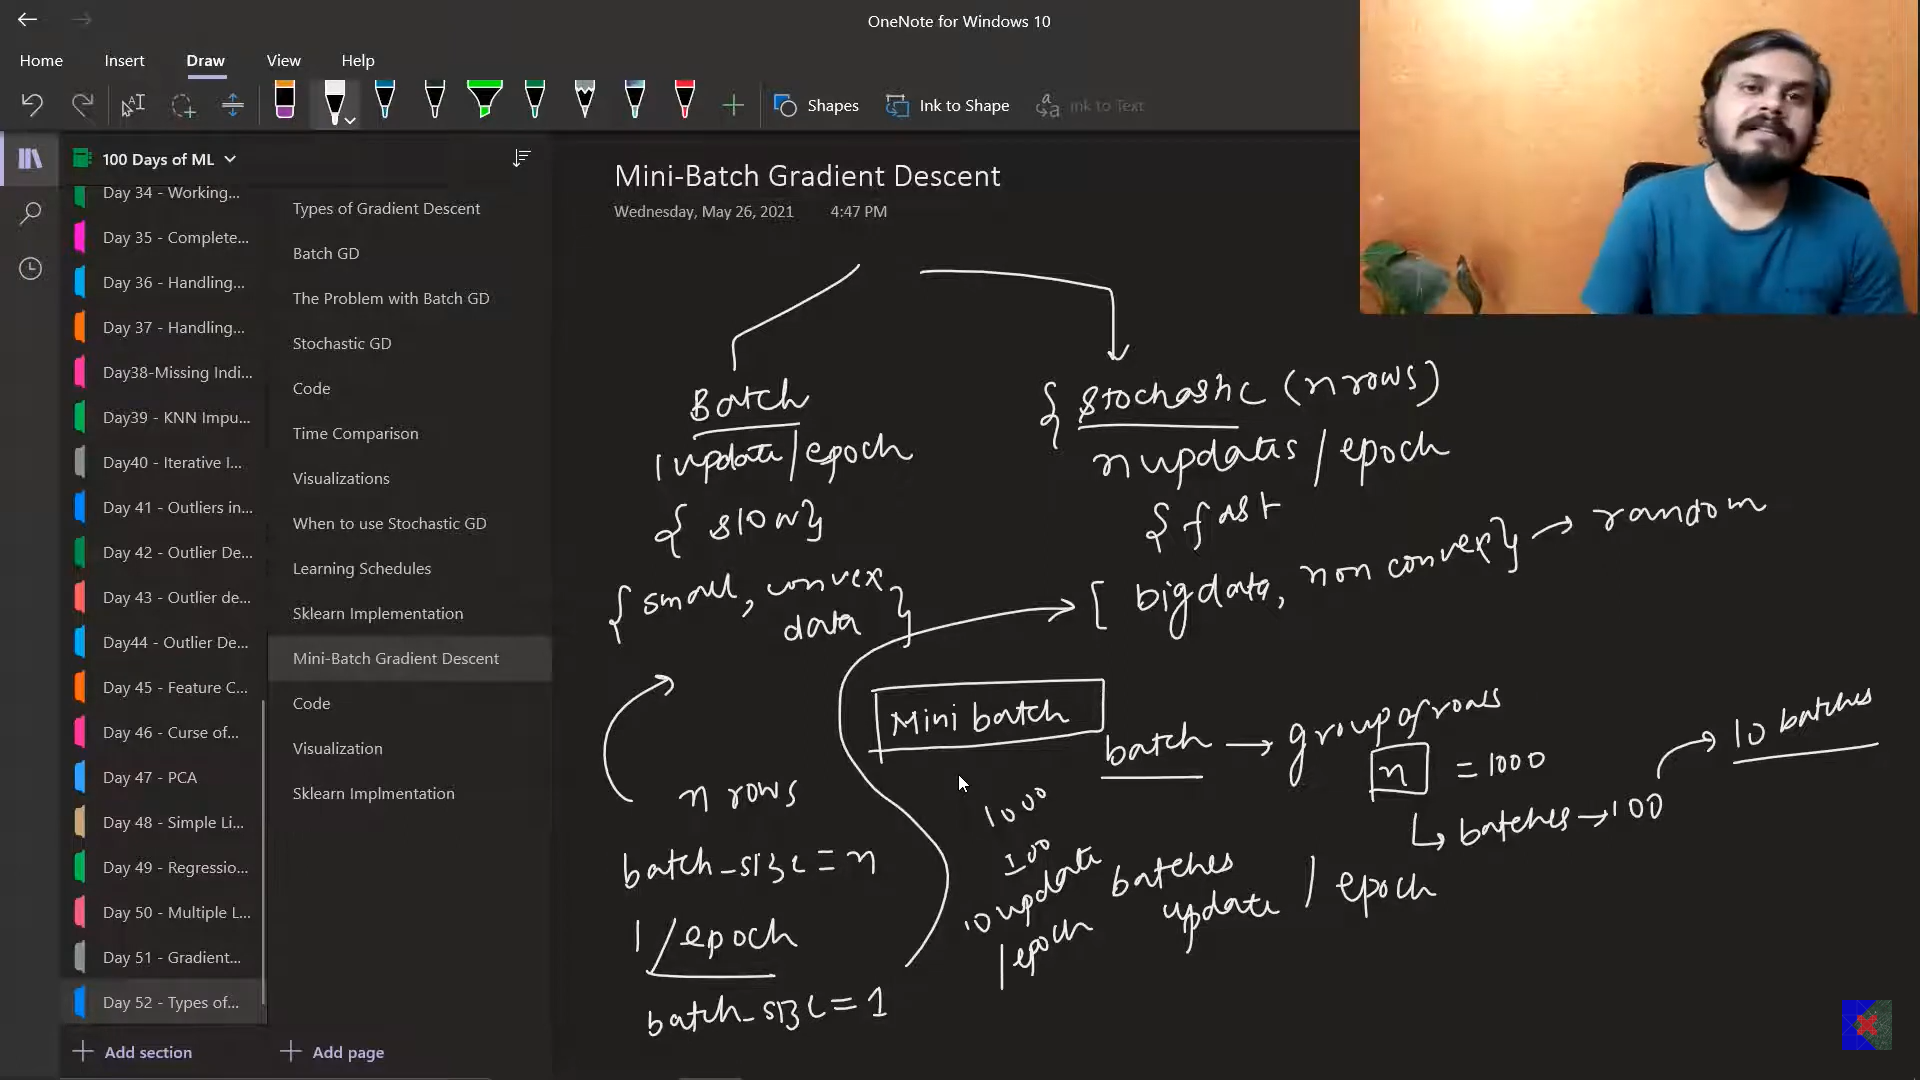 OneNote for Windows 10
Home
Insert
Draw
View
Help
Shapes
Ink to Shape
Ink to Text
100 Days of ML
Day 34 - Working...
Day 35 - Complete...
Day 36 - Handling...
Day 37 - Handling...
Day38-Missing Indi...
Day39 - KNN Impu...
Day40 - Iterative I...
Day 41 - Outliers in...
Day 42 - Outlier De...
Day 43 - Outlier de...
Day44 - Outlier De...
Day 45 - Feature C...
Day 46 - Curse of...
Day 47 - PCA
Day 48 - Simple Li...
Day 49 - Regressio...
Day 50 - Multiple L...
Day 51 - Gradient...
Day 52 - Types of...
Add section
Types of Gradient Descent
Batch GD
The Problem with Batch GD
Stochastic GD
Code
Time Comparison
Visualizations
When to use Stochastic GD
Learning Schedules
Sklearn Implementation
Mini-Batch Gradient Descent
Code
Visualization
Sklearn Implmentation
Add page
Mini-Batch Gradient Descent
Wednesday, May 26, 2021 4:47 PM
Batch
1 update/epoch
{ slow}
{ small, convex
data }
{ Stochastic (n rows)
n updates / epoch
{ fast
[ big data, non convex} → random
Mini batch
batch → group of rows
n = 1000
↳ batches → 100
10 batches
n rows
batch_size = n
1 /epoch
batch_size = 1
1000
100
10 update
/epoch
batches
update / epoch